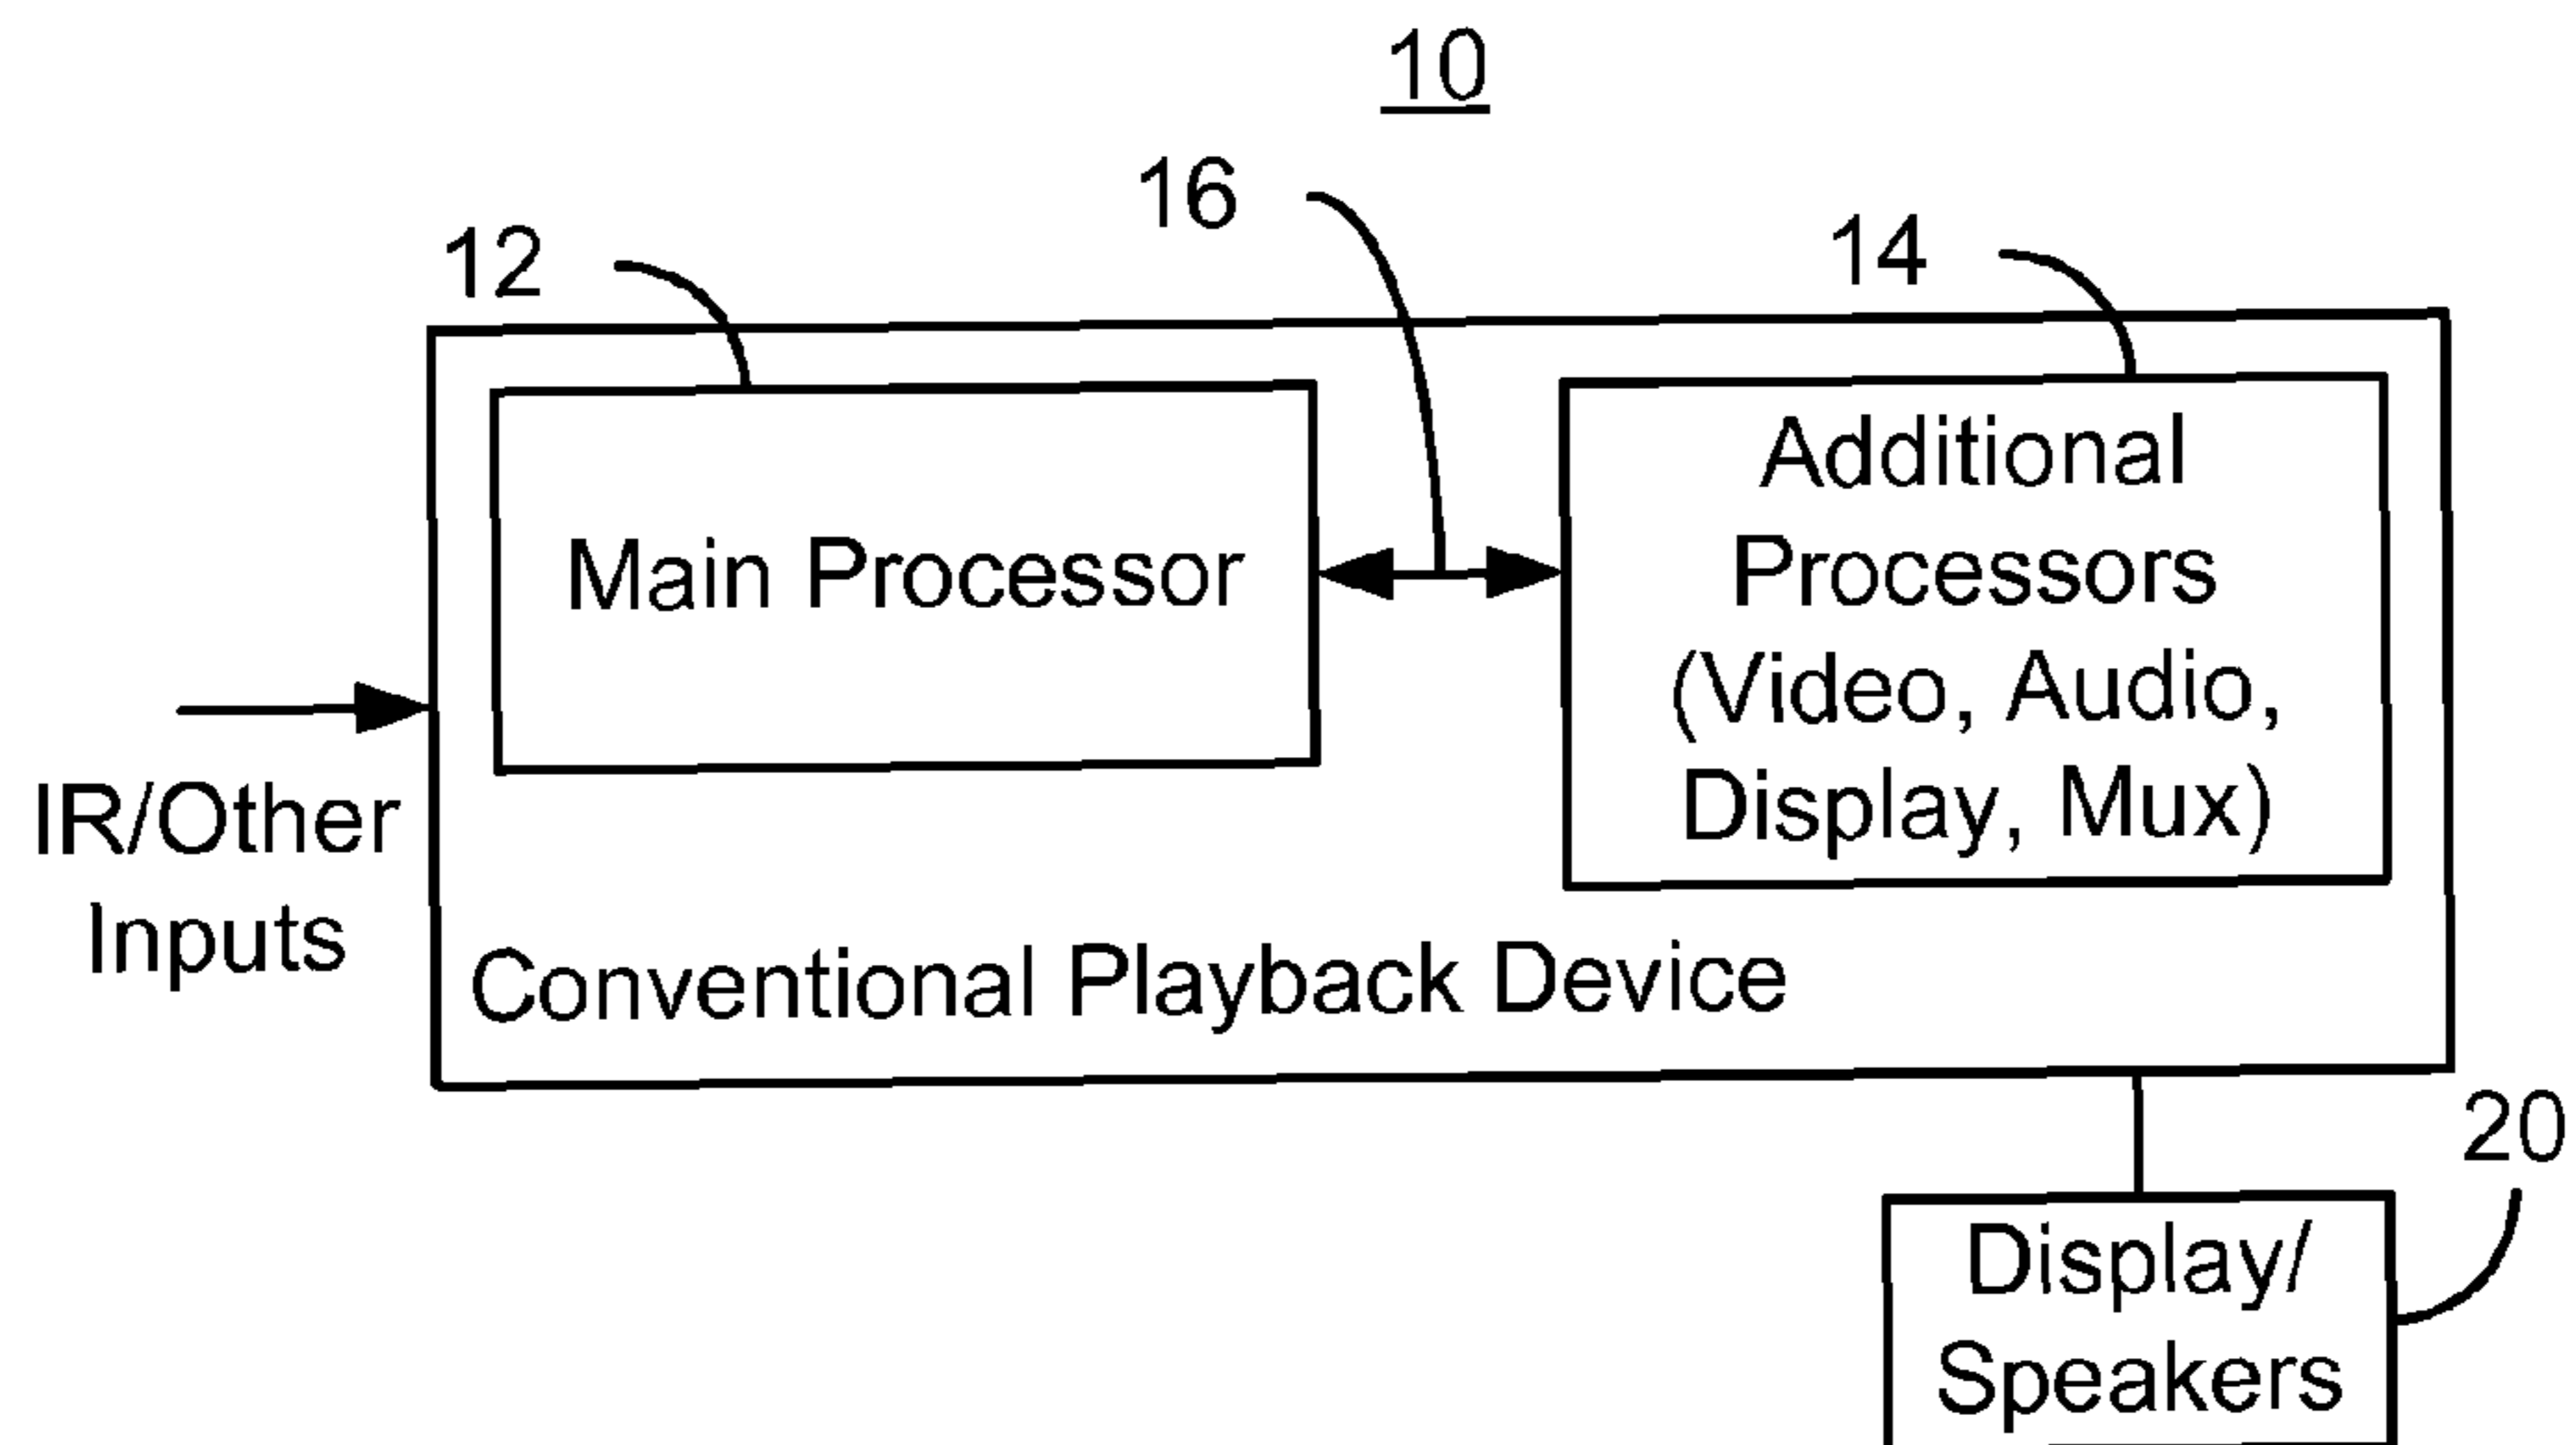 10
16
12
14
Main Processor
Additional
Processors
(Video, Audio,
Display, Mux)
IR/Other
Inputs
Conventional Playback Device
20
Display/
Speakers